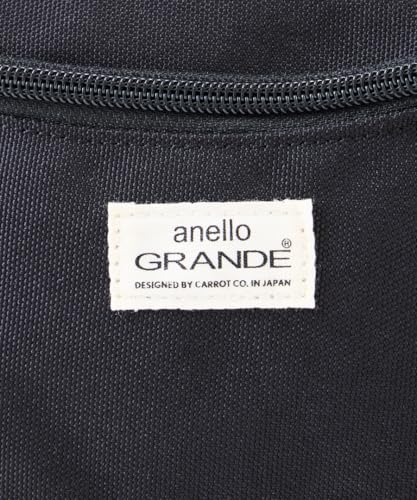 anello
GRANDE®
DESIGNED BY CARROT CO. IN JAPAN